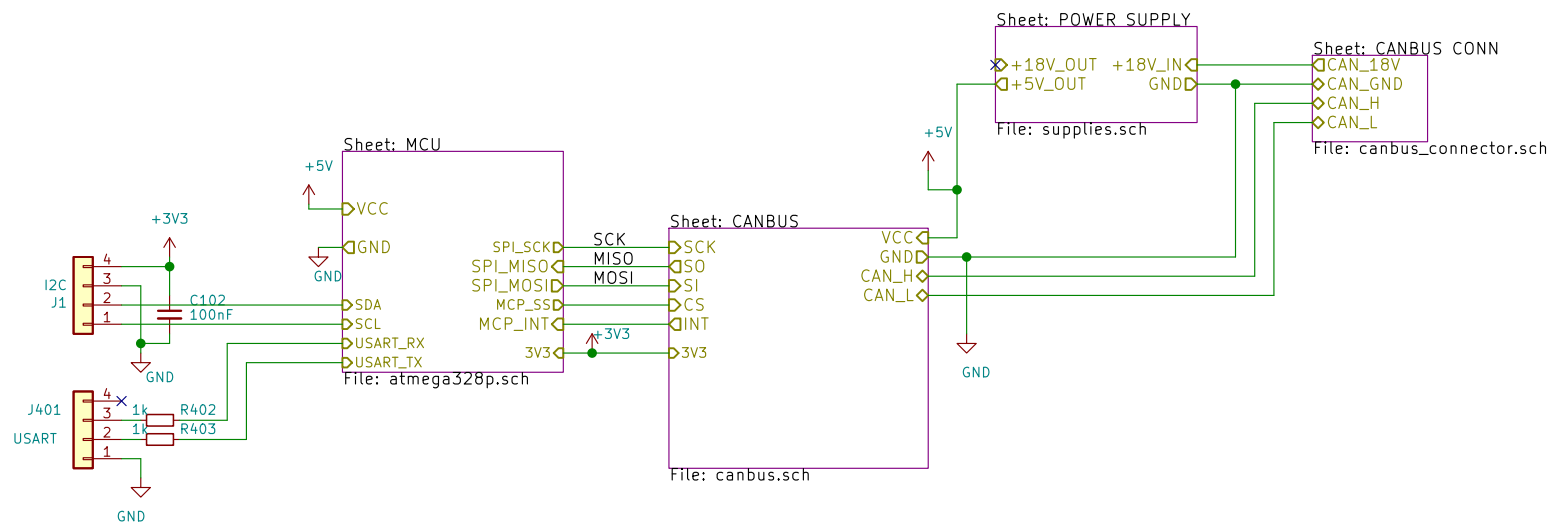 Sheet: POWER SUPPLY
+18V_OUT
+18V_IN
+5V_OUT
GND
File: supplies.sch
Sheet: CANBUS CONN
CAN_18V
CAN_GND
CAN_H
CAN_L
File: canbus_connector.sch
+5V
Sheet: MCU
+5V
VCC
GND
GND
SPI_SCK
SPI_MISO
SPI_MOSI
SDA
MCP_SS
SCL
MCP_INT
USART_RX
3V3
USART_TX
File: atmega328p.sch
SCK
MISO
MOSI
+3V3
Sheet: CANBUS
VCC
SCK
GND
SO
CAN_H
SI
CAN_L
CS
INT
3V3
File: canbus.sch
GND
+3V3
I2C
J1
4
3
2
1
C102
100nF
GND
J401
USART
4
3
2
1
1k
R402
1k
R403
GND